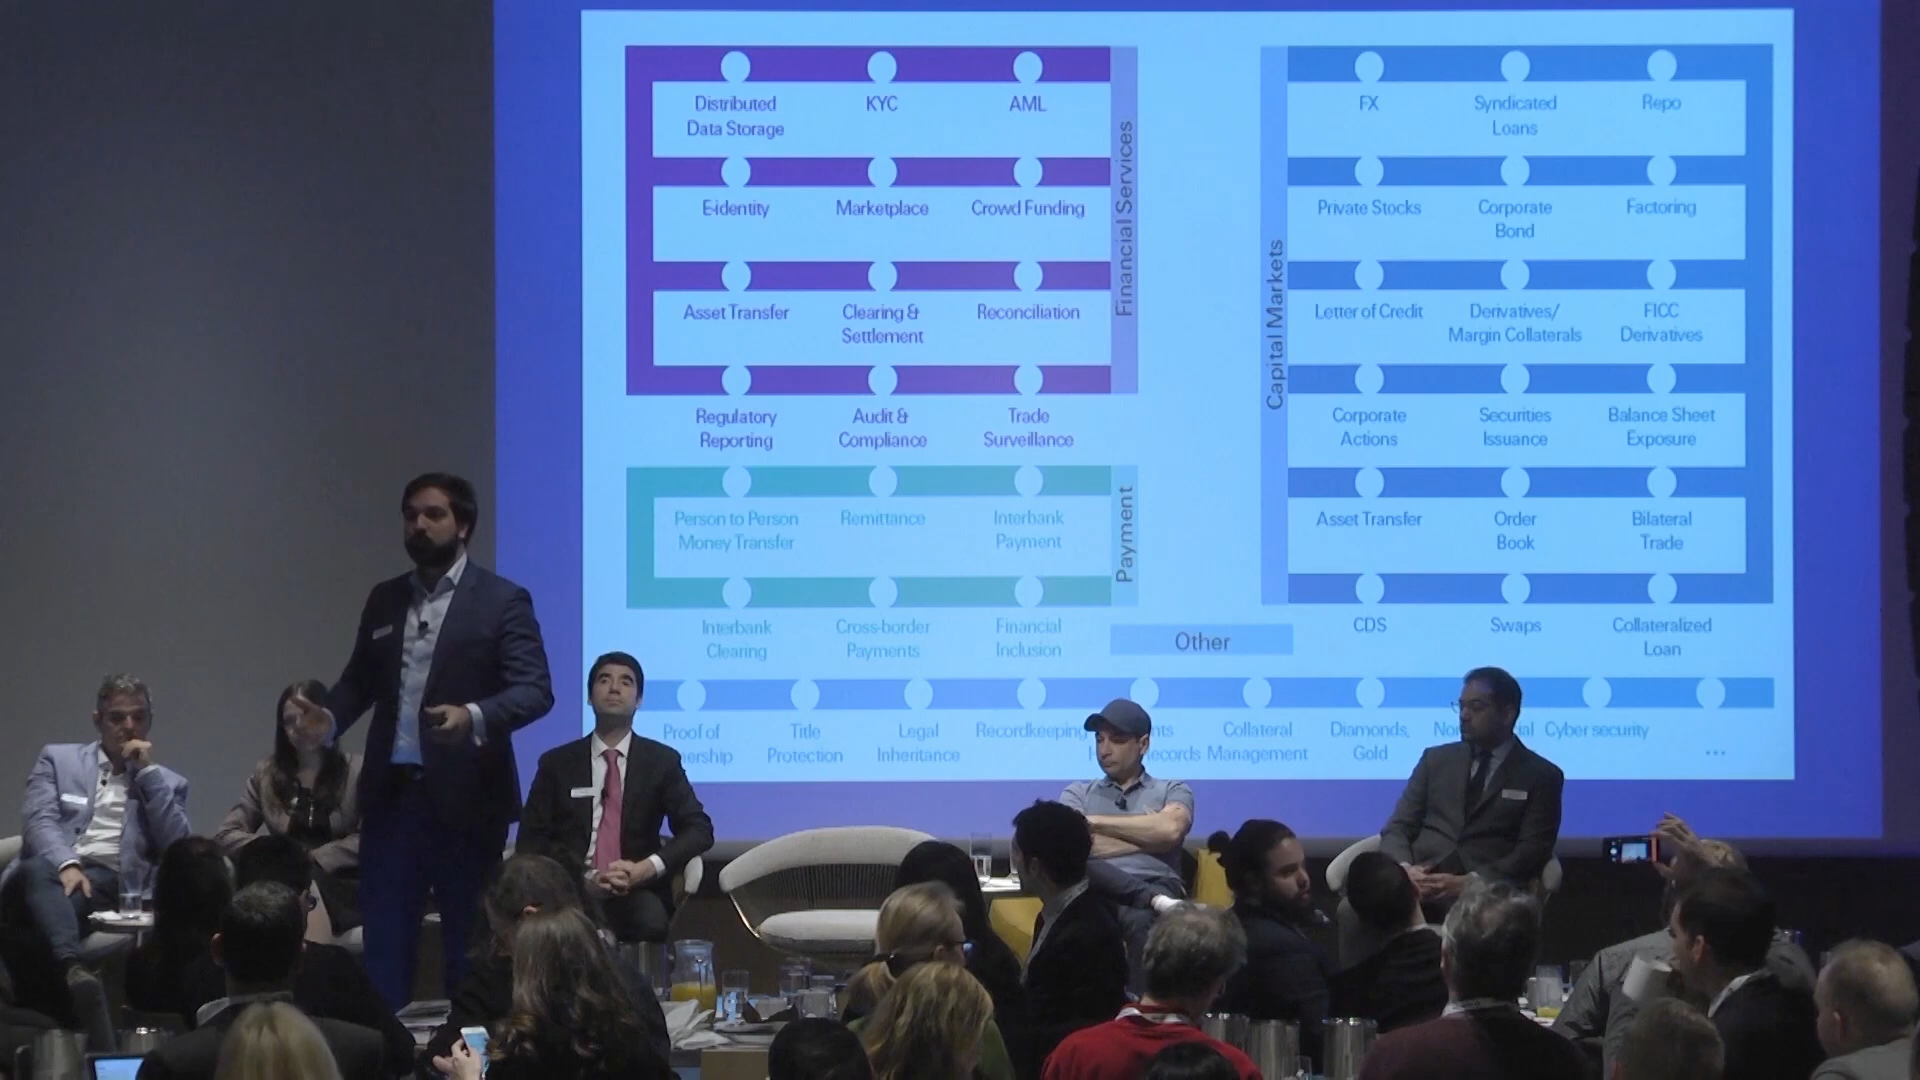 Distributed
Data Storage
KYC
AML
E-identity
Marketplace
Crowd Funding
Asset Transfer
Clearing &
Settlement
Reconciliation
Regulatory
Reporting
Audit &
Compliance
Trade
Surveillance
Financial Services
Person to Person
Money Transfer
Remittance
Interbank
Payment
Interbank
Clearing
Cross-border
Payments
Financial
Inclusion
Payment
Capital Markets
FX
Syndicated
Loans
Repo
Private Stocks
Corporate
Bond
Factoring
Letter of Credit
Derivatives/
Margin Collaterals
FICC
Derivatives
Corporate
Actions
Securities
Issuance
Balance Sheet
Exposure
Asset Transfer
Order
Book
Bilateral
Trade
CDS
Swaps
Collateralized
Loan
Other
Proof of
Title
Protection
Legal
Inheritance
Recordkeeping
Collateral
Management
Diamonds,
Gold
Cyber security
...